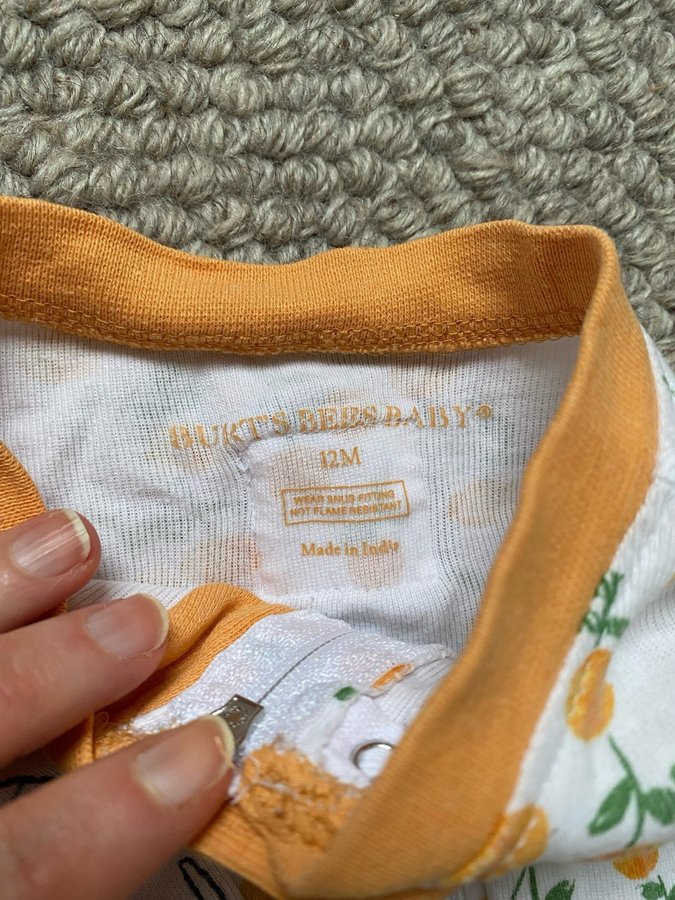 BURT'S BEES BABY®
12M
WEAR SNUG-FITTING
NOT FLAME RESISTANT
Made in India